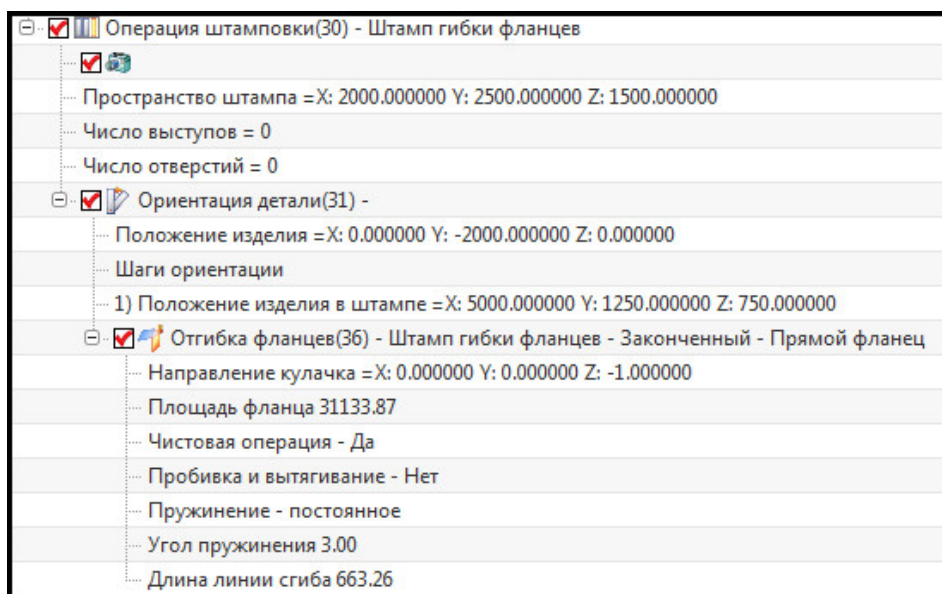 Операция штамповки(30) - Штамп гибки фланцев
Пространство штампа =X: 2000.000000 Y: 2500.000000 Z: 1500.000000
Число выступов = 0
Число отверстий = 0
Ориентация детали(31) -
Положение изделия =X: 0.000000 Y: -2000.000000 Z: 0.000000
Шаги ориентации
1) Положение изделия в штампе =X: 5000.000000 Y: 1250.000000 Z: 750.000000
Отгибка фланцев(36) - Штамп гибки фланцев - Законченный - Прямой фланец
Направление кулачка =X: 0.000000 Y: 0.000000 Z: -1.000000
Площадь фланца 31133.87
Чистовая операция - Да
Пробивка и вытягивание - Нет
Пружинение - постоянное
Угол пружинения 3.00
Длина линии сгиба 663.26